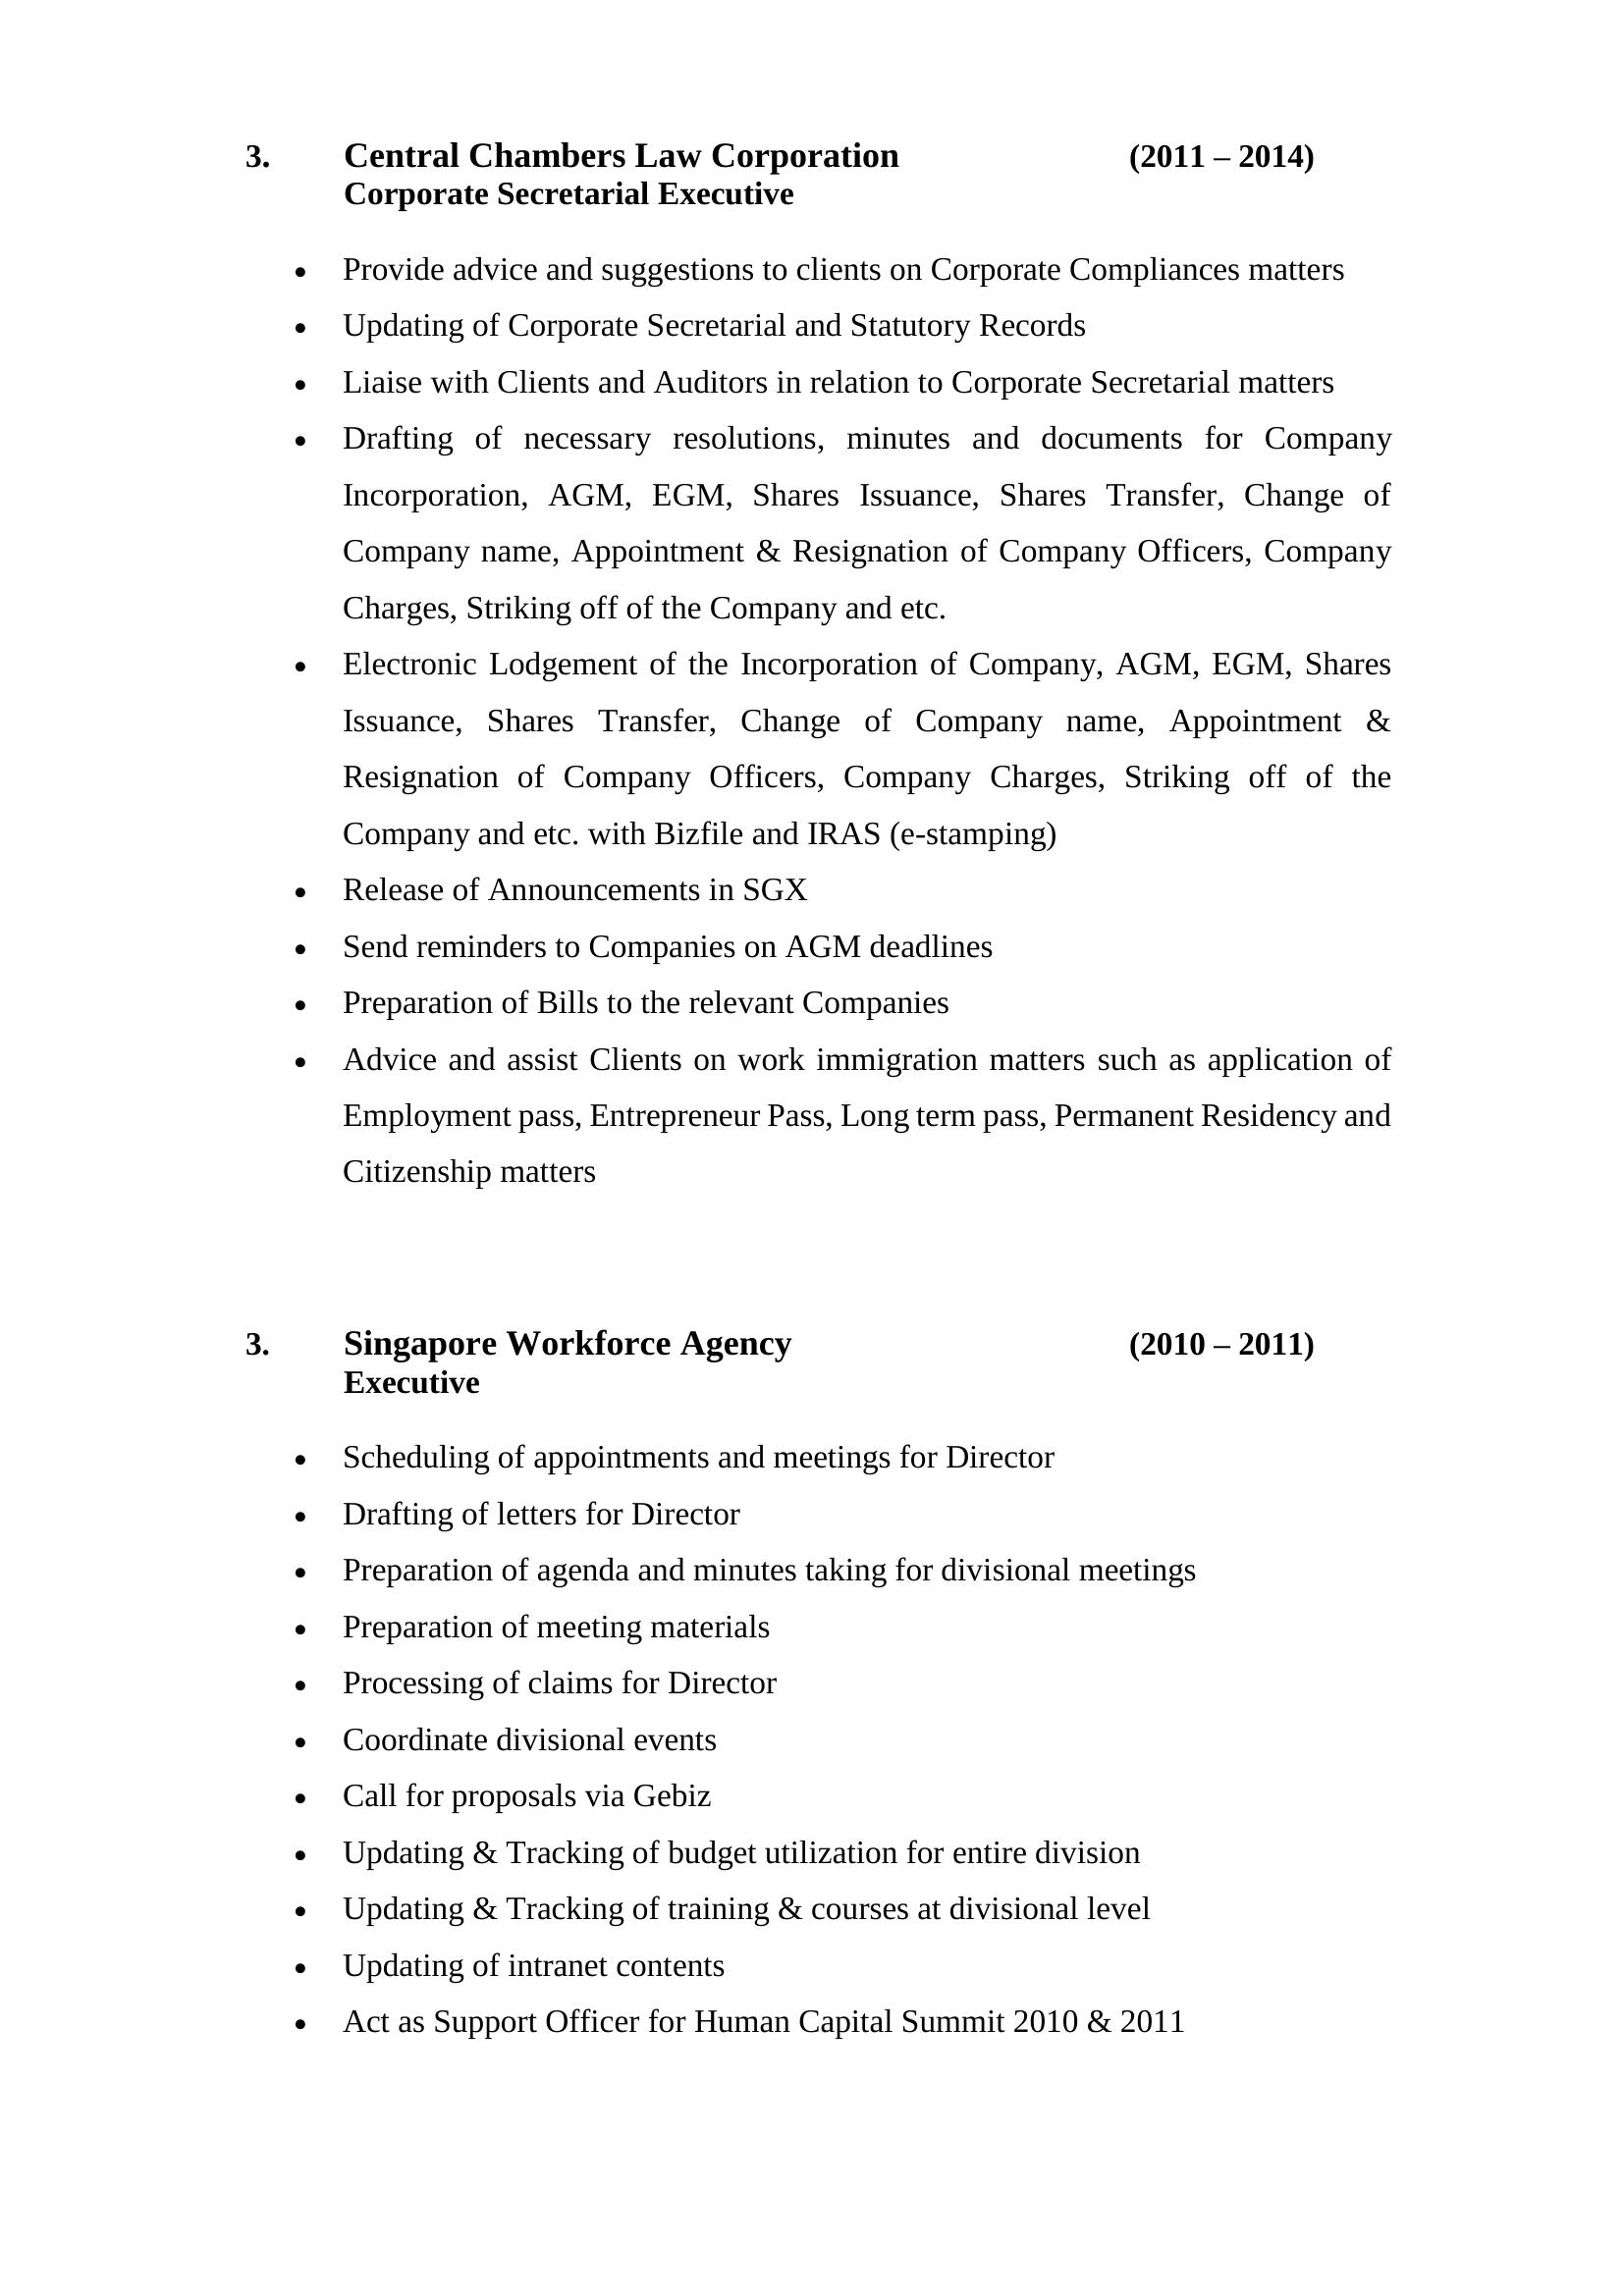 3. Central Chambers Law Corporation (2011 – 2014)
Corporate Secretarial Executive
• Provide advice and suggestions to clients on Corporate Compliances matters
• Updating of Corporate Secretarial and Statutory Records
• Liaise with Clients and Auditors in relation to Corporate Secretarial matters
• Drafting of necessary resolutions, minutes and documents for Company
Incorporation, AGM, EGM, Shares Issuance, Shares Transfer, Change of
Company name, Appointment & Resignation of Company Officers, Company
Charges, Striking off of the Company and etc.
• Electronic Lodgement of the Incorporation of Company, AGM, EGM, Shares
Issuance, Shares Transfer, Change of Company name, Appointment &
Resignation of Company Officers, Company Charges, Striking off of the
Company and etc. with Bizfile and IRAS (e-stamping)
• Release of Announcements in SGX
• Send reminders to Companies on AGM deadlines
• Preparation of Bills to the relevant Companies
• Advice and assist Clients on work immigration matters such as application of
Employment pass, Entrepreneur Pass, Long term pass, Permanent Residency and
Citizenship matters
3. Singapore Workforce Agency (2010 – 2011)
Executive
• Scheduling of appointments and meetings for Director
• Drafting of letters for Director
• Preparation of agenda and minutes taking for divisional meetings
• Preparation of meeting materials
• Processing of claims for Director
• Coordinate divisional events
• Call for proposals via Gebiz
• Updating & Tracking of budget utilization for entire division
• Updating & Tracking of training & courses at divisional level
• Updating of intranet contents
• Act as Support Officer for Human Capital Summit 2010 & 2011